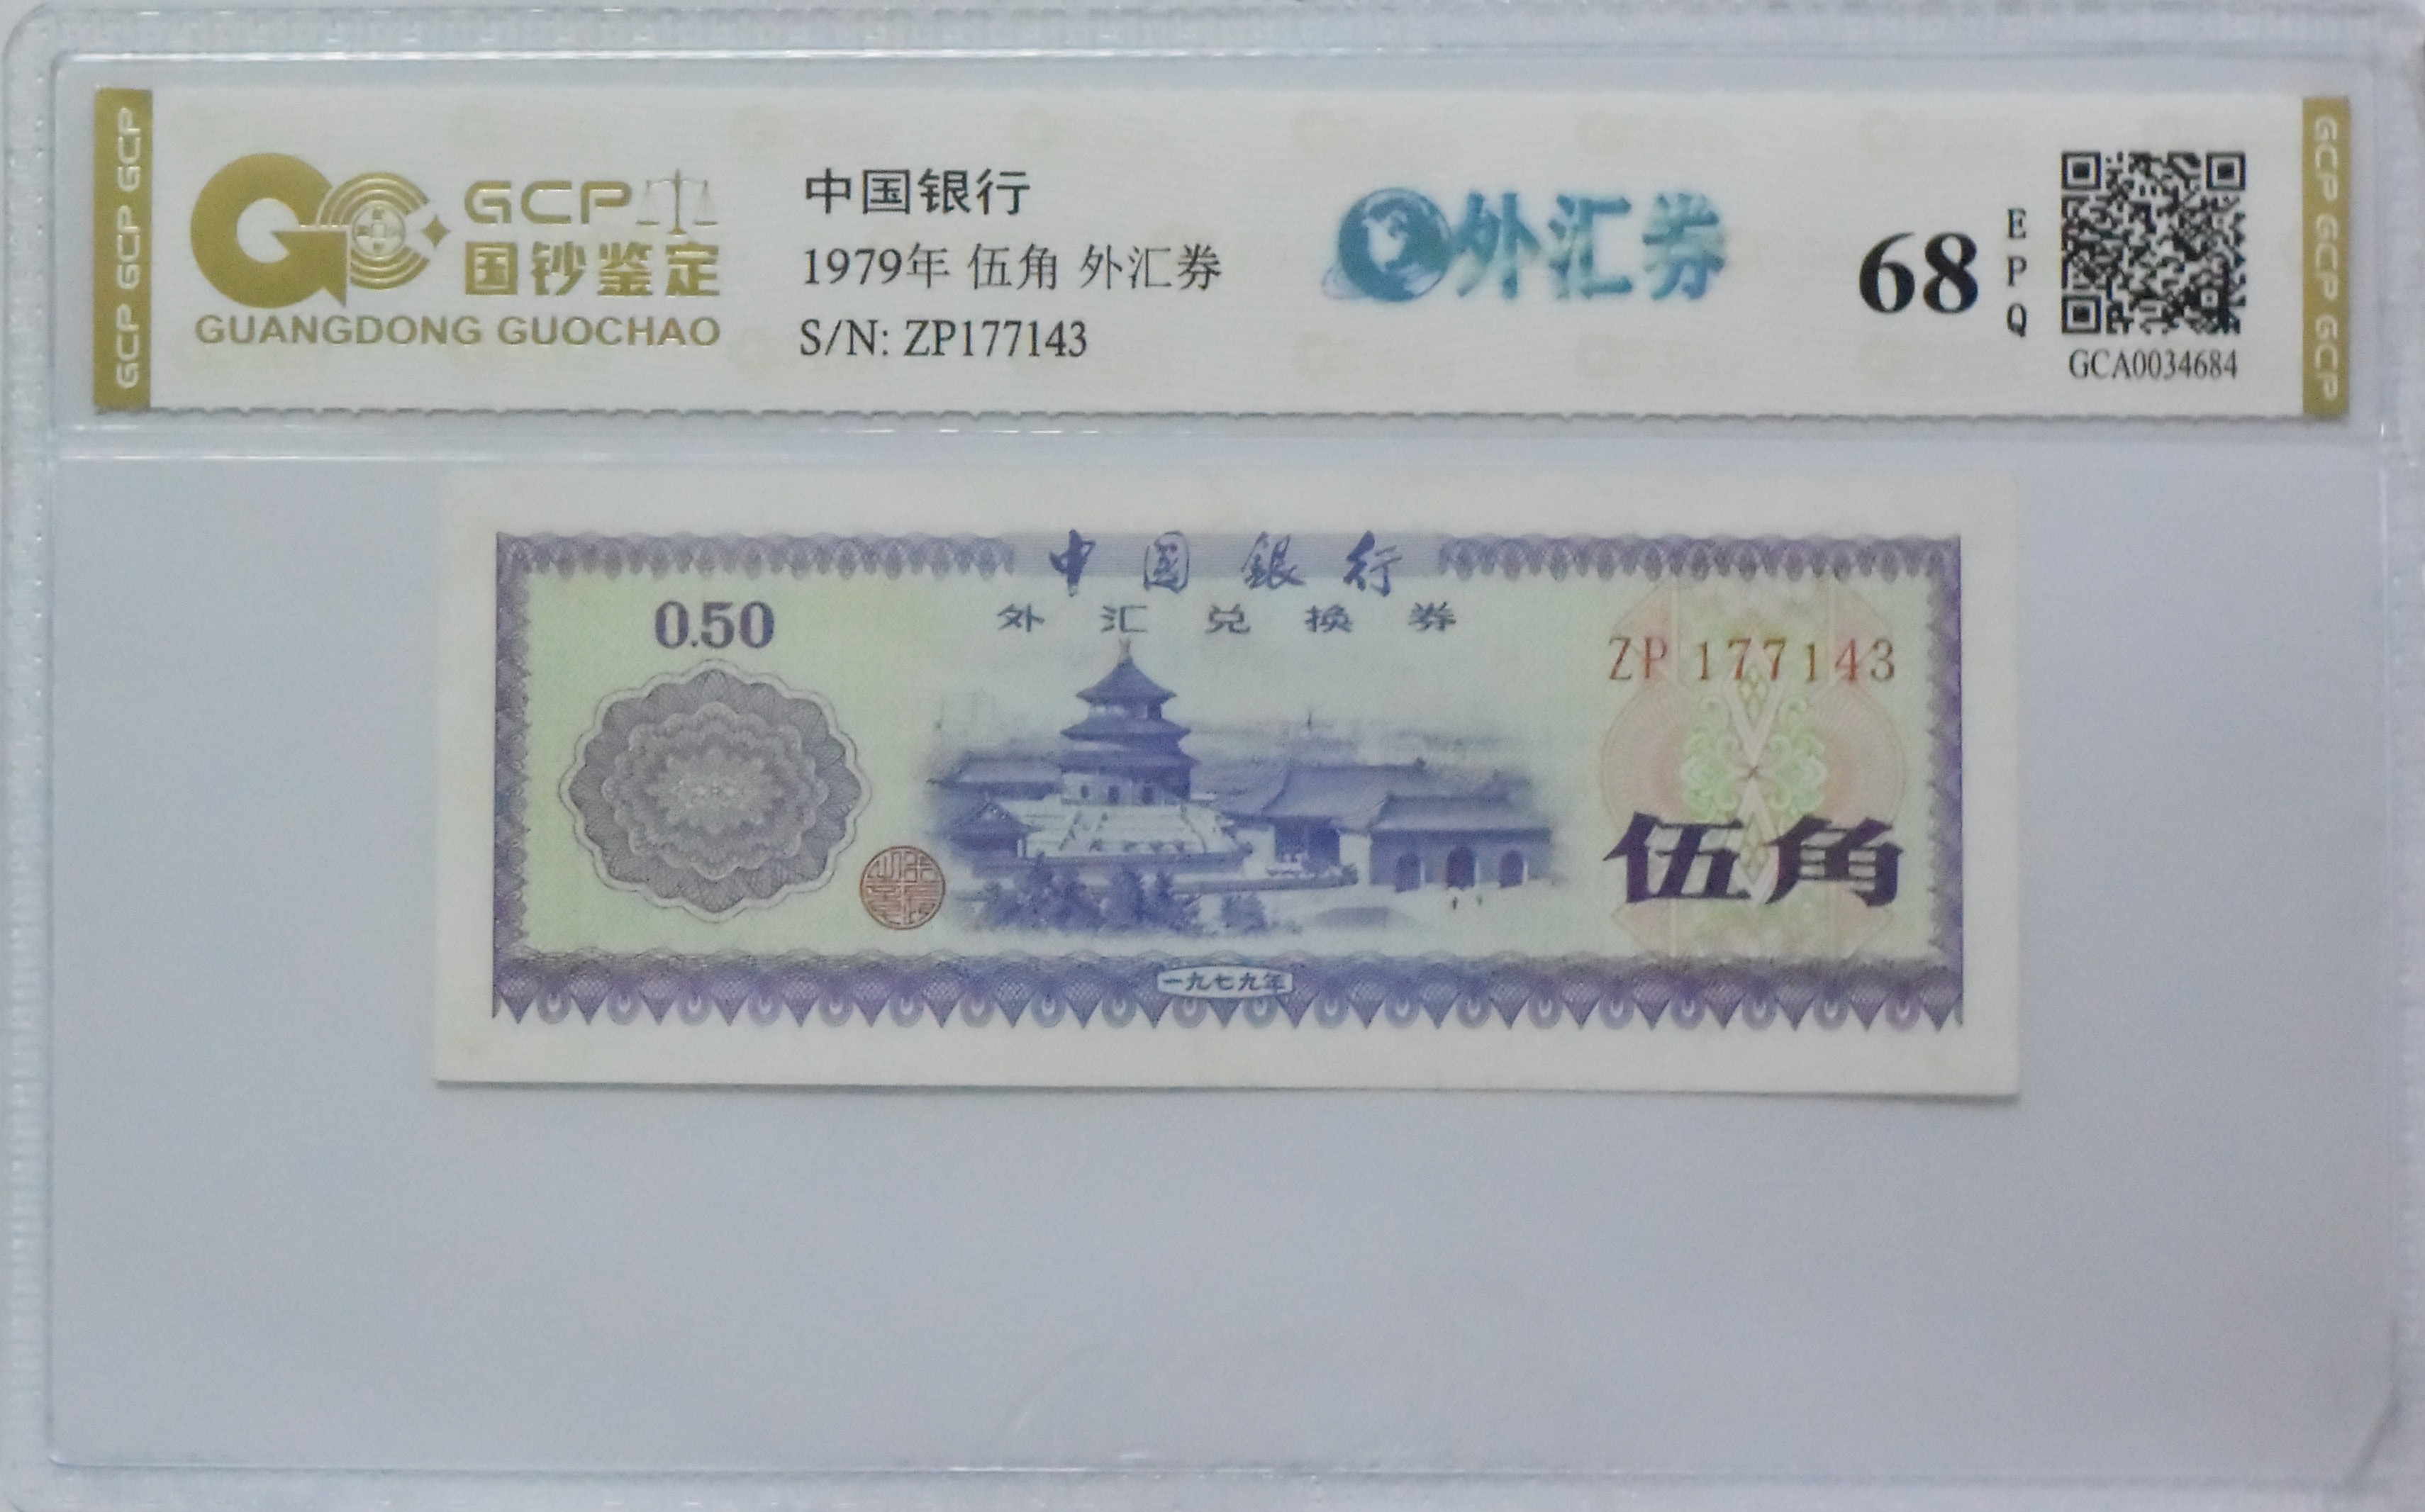 GCP GCP GCP
GCP
国钞鉴定
GUANGDONG GUOCHAO
中国银行
1979年 伍角 外汇券
S/N: ZP177143
外汇券
68
EPQ
GCA0034684
GCP GCP GCP
中国銀行
外汇兑换券
0.50
ZP 177143
伍角
一九七九年